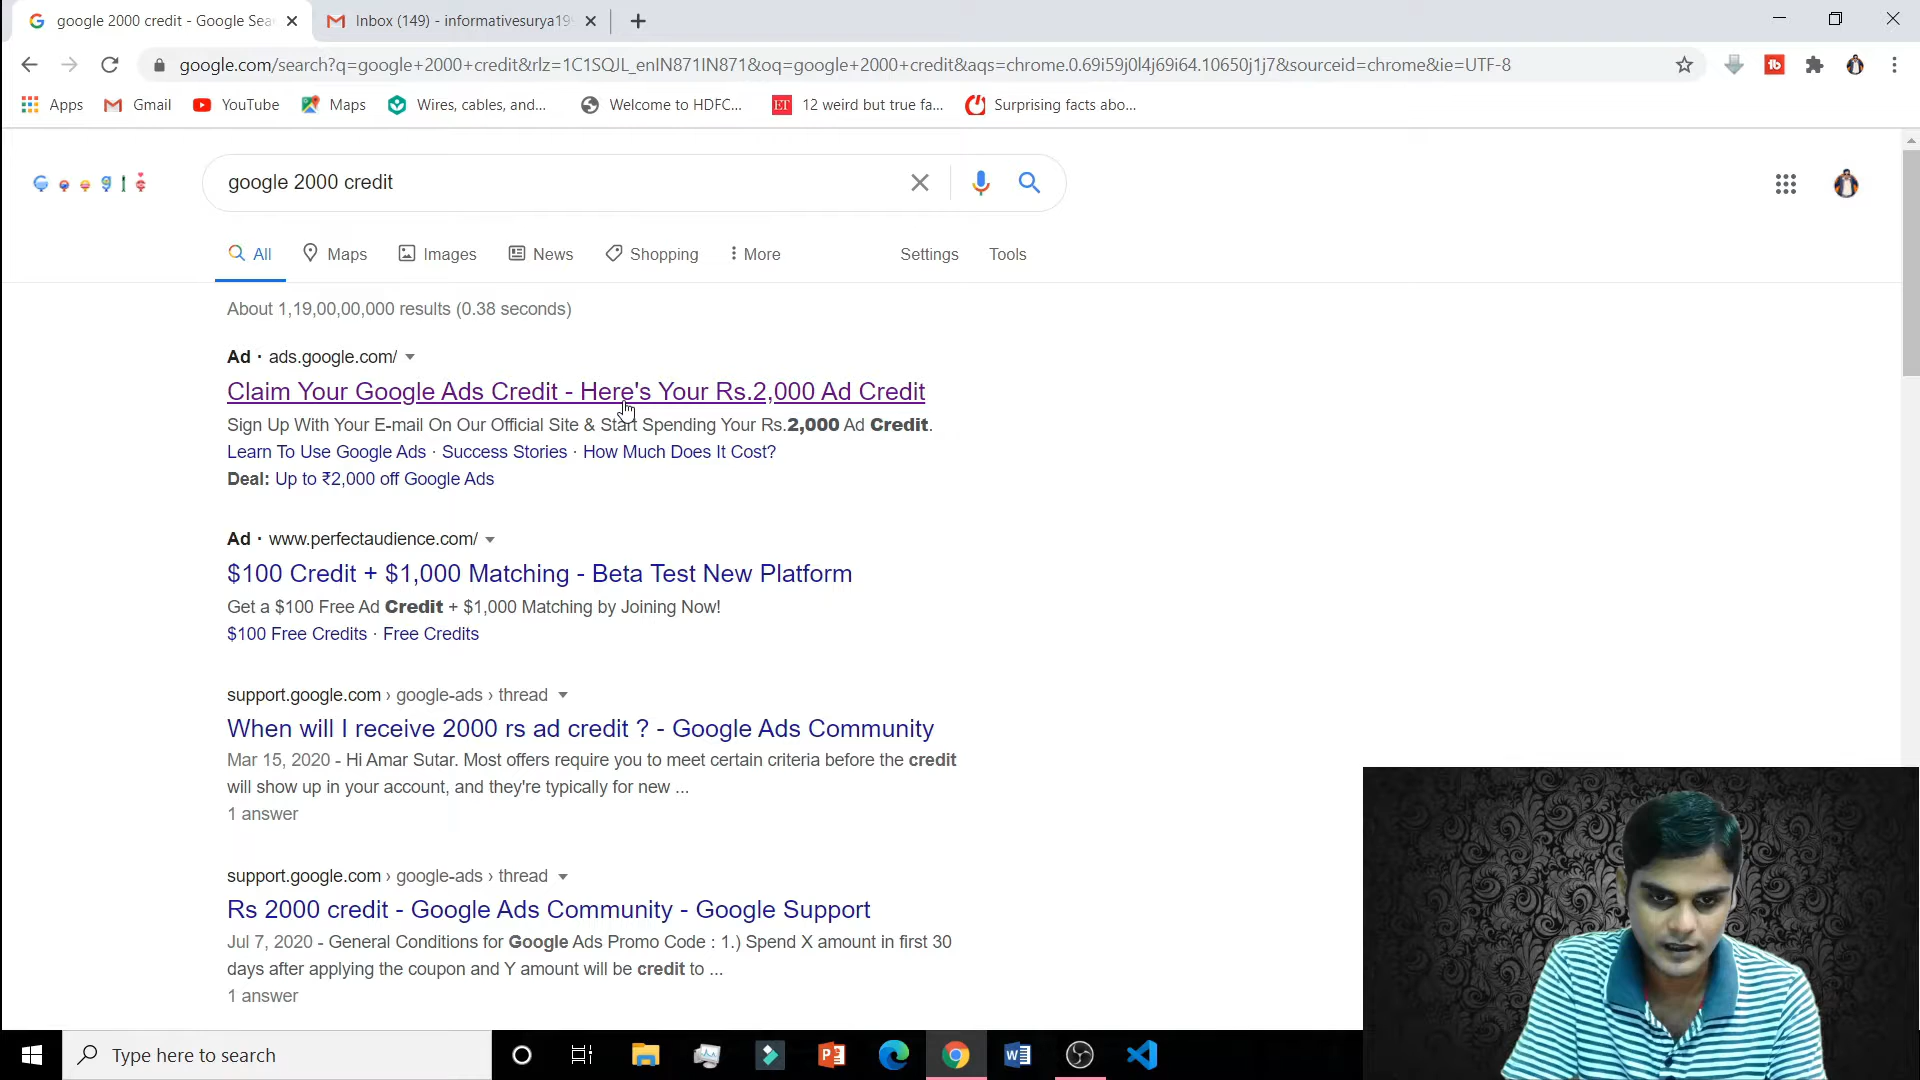 google 2000 credit - Google Sea
Inbox (149) - informativesurya19
google.com/search?q=google+2000+credit&rlz=1C1SQJL_enIN871IN871&oq=google+2000+credit&aqs=chrome.0.69i59j0l4j69i64.10650j1j7&sourceid=chrome&ie=UTF-8
Apps Gmail YouTube Maps Wires, cables, and... Welcome to HDFC... ET 12 weird but true fa... Surprising facts abo...
Google
google 2000 credit
All Maps Images News Shopping More Settings Tools
About 1,19,00,00,000 results (0.38 seconds)
Ad · ads.google.com/
Claim Your Google Ads Credit - Here's Your Rs.2,000 Ad Credit
Sign Up With Your E-mail On Our Official Site & Start Spending Your Rs.2,000 Ad Credit.
Learn To Use Google Ads · Success Stories · How Much Does It Cost?
Deal: Up to ₹2,000 off Google Ads
Ad · www.perfectaudience.com/
$100 Credit + $1,000 Matching - Beta Test New Platform
Get a $100 Free Ad Credit + $1,000 Matching by Joining Now!
$100 Free Credits · Free Credits
support.google.com › google-ads › thread
When will I receive 2000 rs ad credit ? - Google Ads Community
Mar 15, 2020 - Hi Amar Sutar. Most offers require you to meet certain criteria before the credit
will show up in your account, and they're typically for new ...
1 answer
support.google.com › google-ads › thread
Rs 2000 credit - Google Ads Community - Google Support
Jul 7, 2020 - General Conditions for Google Ads Promo Code : 1.) Spend X amount in first 30
days after applying the coupon and Y amount will be credit to ...
1 answer
Type here to search